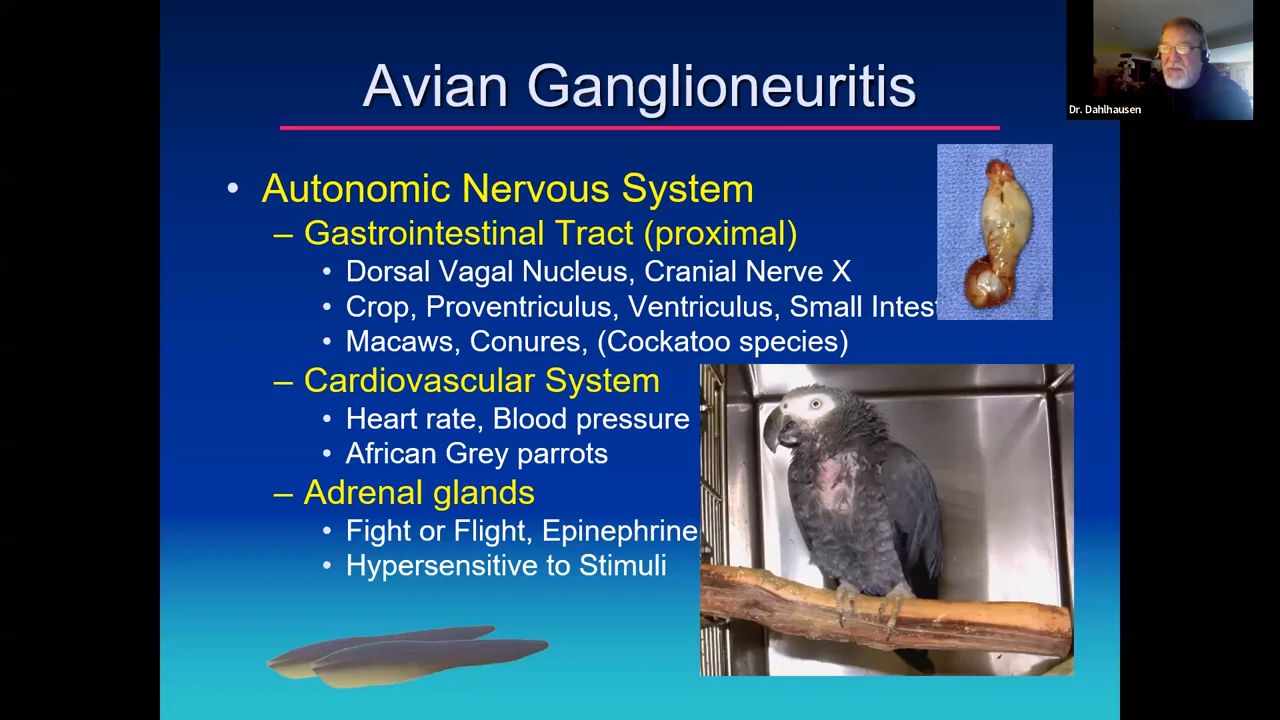 Avian Ganglioneuritis
Dr. Dahlhausen
• Autonomic Nervous System
– Gastrointestinal Tract (proximal)
• Dorsal Vagal Nucleus, Cranial Nerve X
• Crop, Proventriculus, Ventriculus, Small Intest
• Macaws, Conures, (Cockatoo species)
– Cardiovascular System
• Heart rate, Blood pressure
• African Grey parrots
– Adrenal glands
• Fight or Flight, Epinephrine
• Hypersensitive to Stimuli